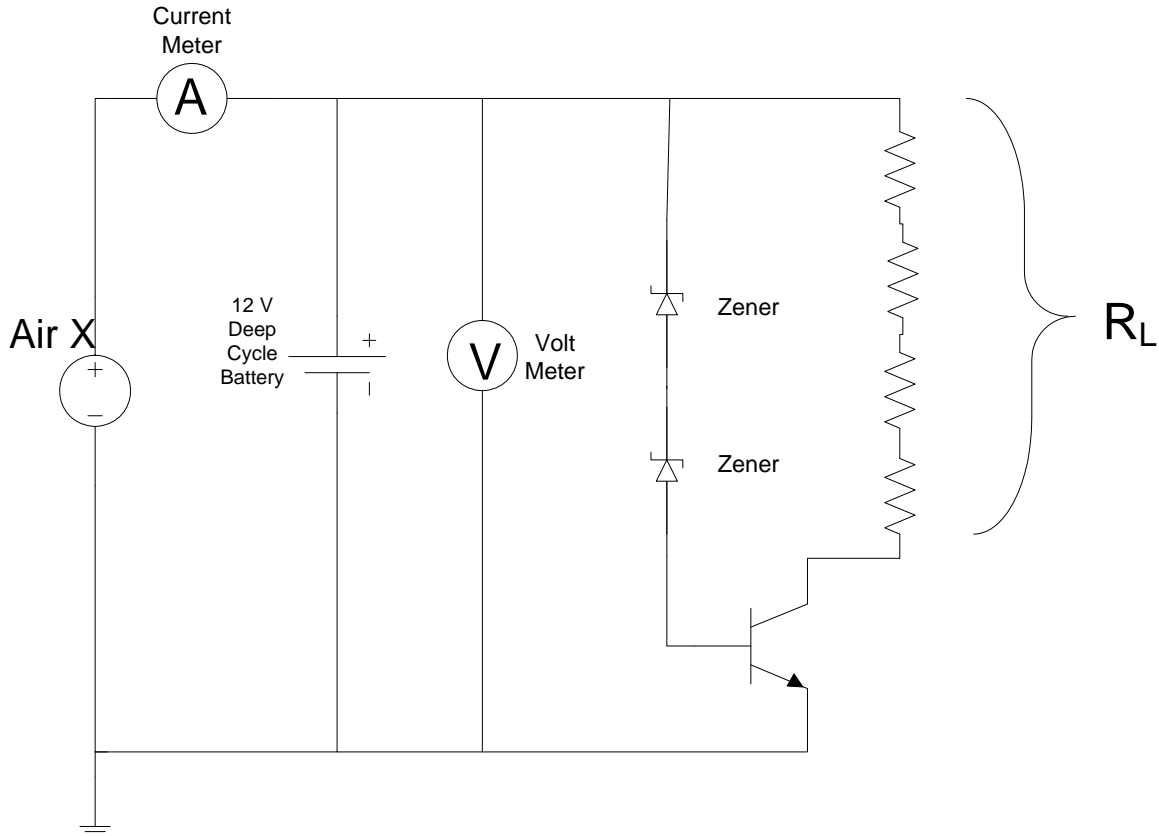 Current
Meter
A
Air X
12 V
Deep
Cycle
Battery
V
Volt
Meter
Zener
Zener
RL